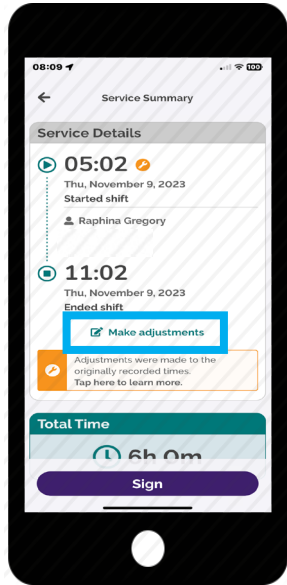 08:09
100
Service Summary
Service Details
05:02
Thu, November 9, 2023
Started shift
Raphina Gregory
11:02
Thu, November 9, 2023
Ended shift
Make adjustments
Adjustments were made to the
originally recorded times.
Tap here to learn more.
Total Time
6h 0m
Sign